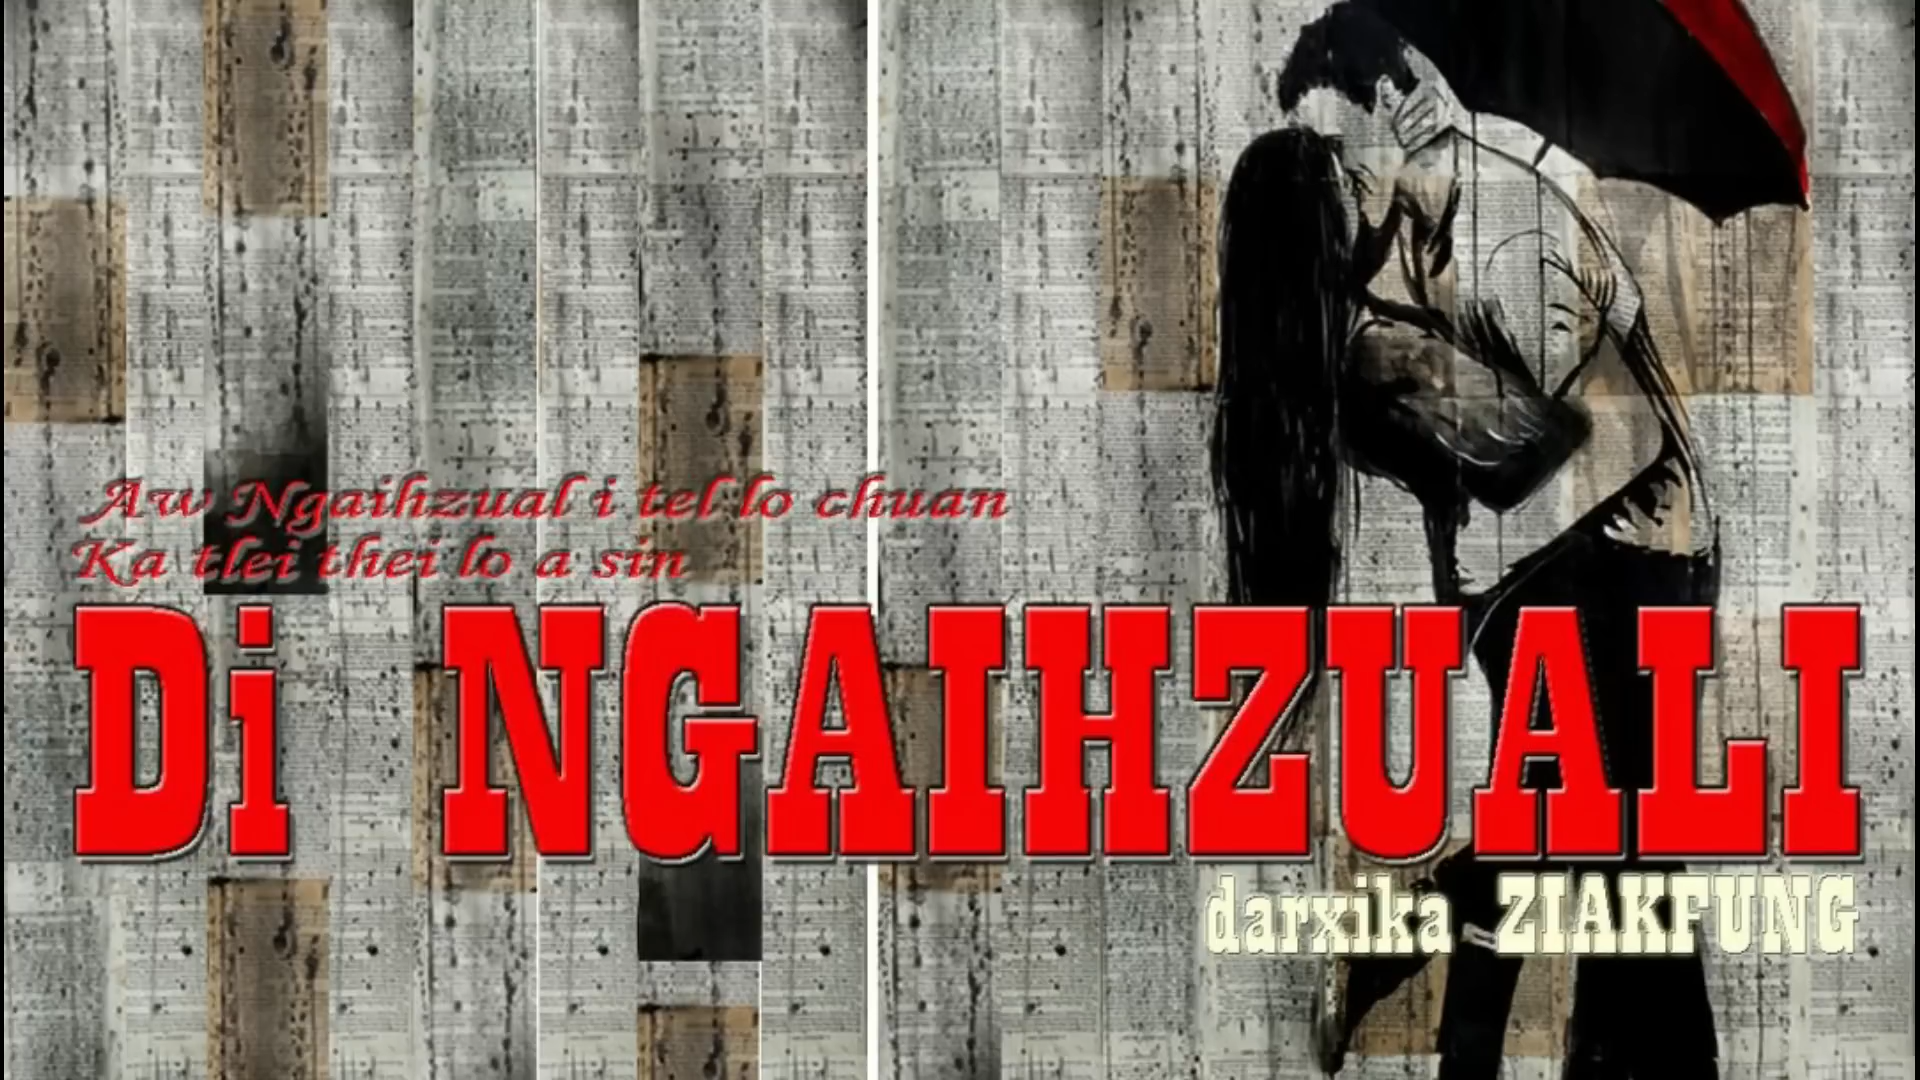 Aw Ngaihzual i tel lo chuan
Ka tlei thei lo a sin
Di NGAIHZUALI
darxika ZIAKFUNG